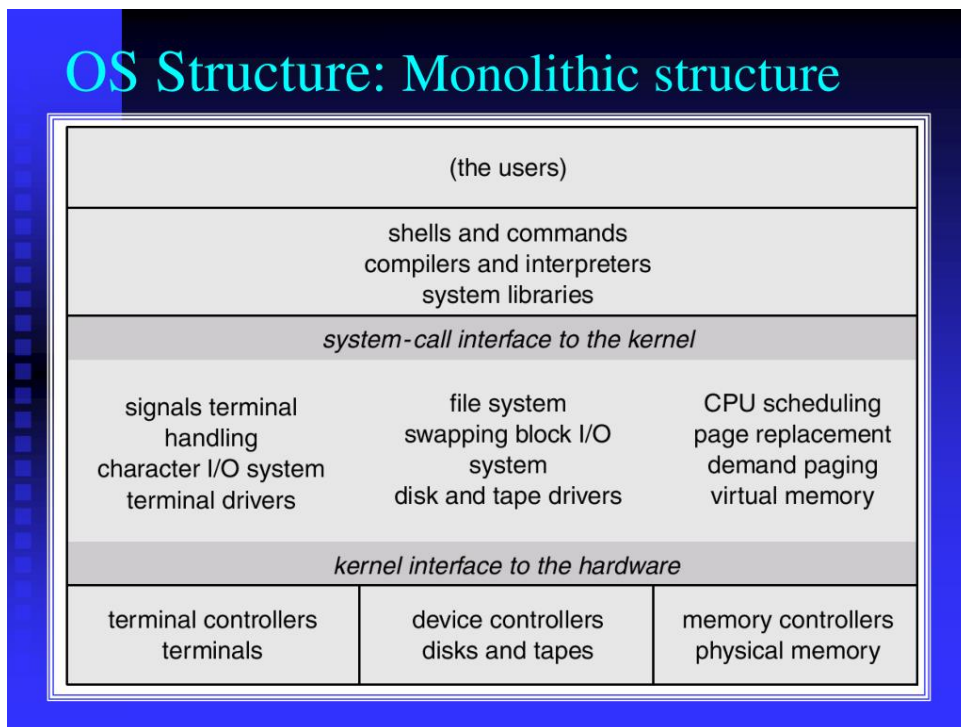 OS Structure: Monolithic structure
(the users)
shells and commands
compilers and interpreters
system libraries
system-call interface to the kernel
signals terminal
handling
character I/O system
terminal drivers
file system
swapping block I/O
system
disk and tape drivers
CPU scheduling
page replacement
demand paging
virtual memory
kernel interface to the hardware
terminal controllers
terminals
device controllers
disks and tapes
memory controllers
physical memory